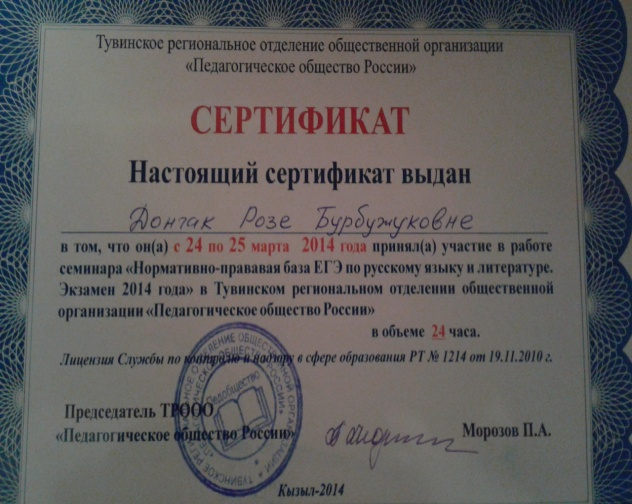 Тувинское региональное отделение общественной организации
«Педагогическое общество России»
СЕРТИФИКАТ
Настоящий сертификат выдан
Донгак Розе Бурбужуковне
в том, что он(а) с 24 по 25 марта 2014 года принял(а) участие в работе
семинара «Нормативно-прававая база ЕГЭ по русскому языку и литературе.
Экзамен 2014 года» в Тувинском региональном отделении общественной
организации «Педагогическое общество России»
в объеме 24 часа.
Лицензия Службы по контролю и надзору в сфере образования РТ № 1214 от 19.11.2010 г.
Председатель ТРООО
«Педагогическое общество России»
Морозов П.А.
Педобщество
Кызыл-2014